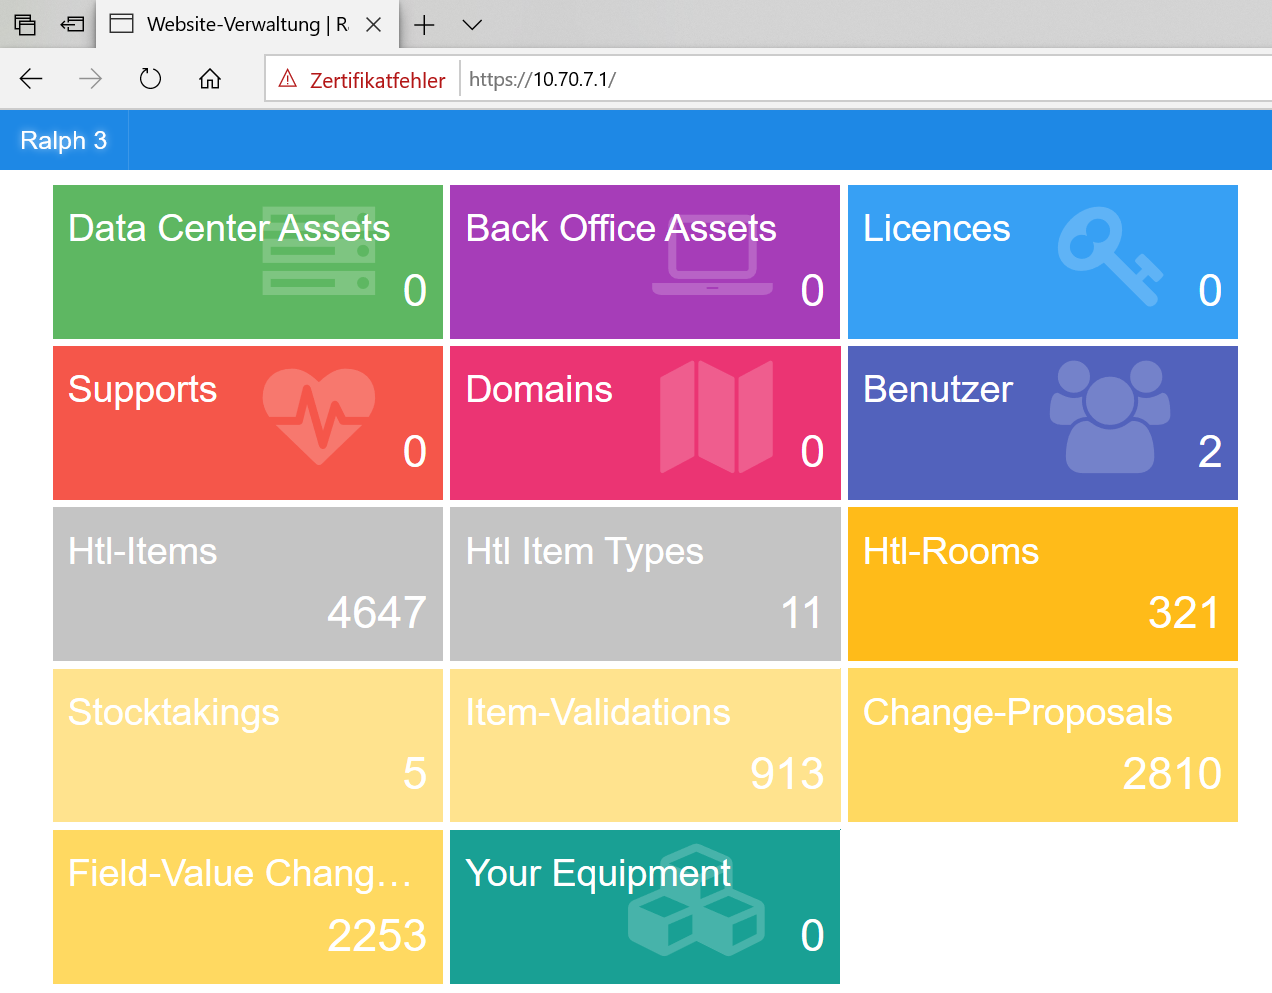 Website-Verwaltung | R
Zertifikatfehler
https://10.70.7.1/
Ralph 3
Data Center Assets
0
Back Office Assets
0
Licences
0
Supports
0
Domains
0
Benutzer
2
Htl-Items
4647
Htl Item Types
11
Htl-Rooms
321
Stocktakings
5
Item-Validations
913
Change-Proposals
2810
Field-Value Chang…
2253
Your Equipment
0